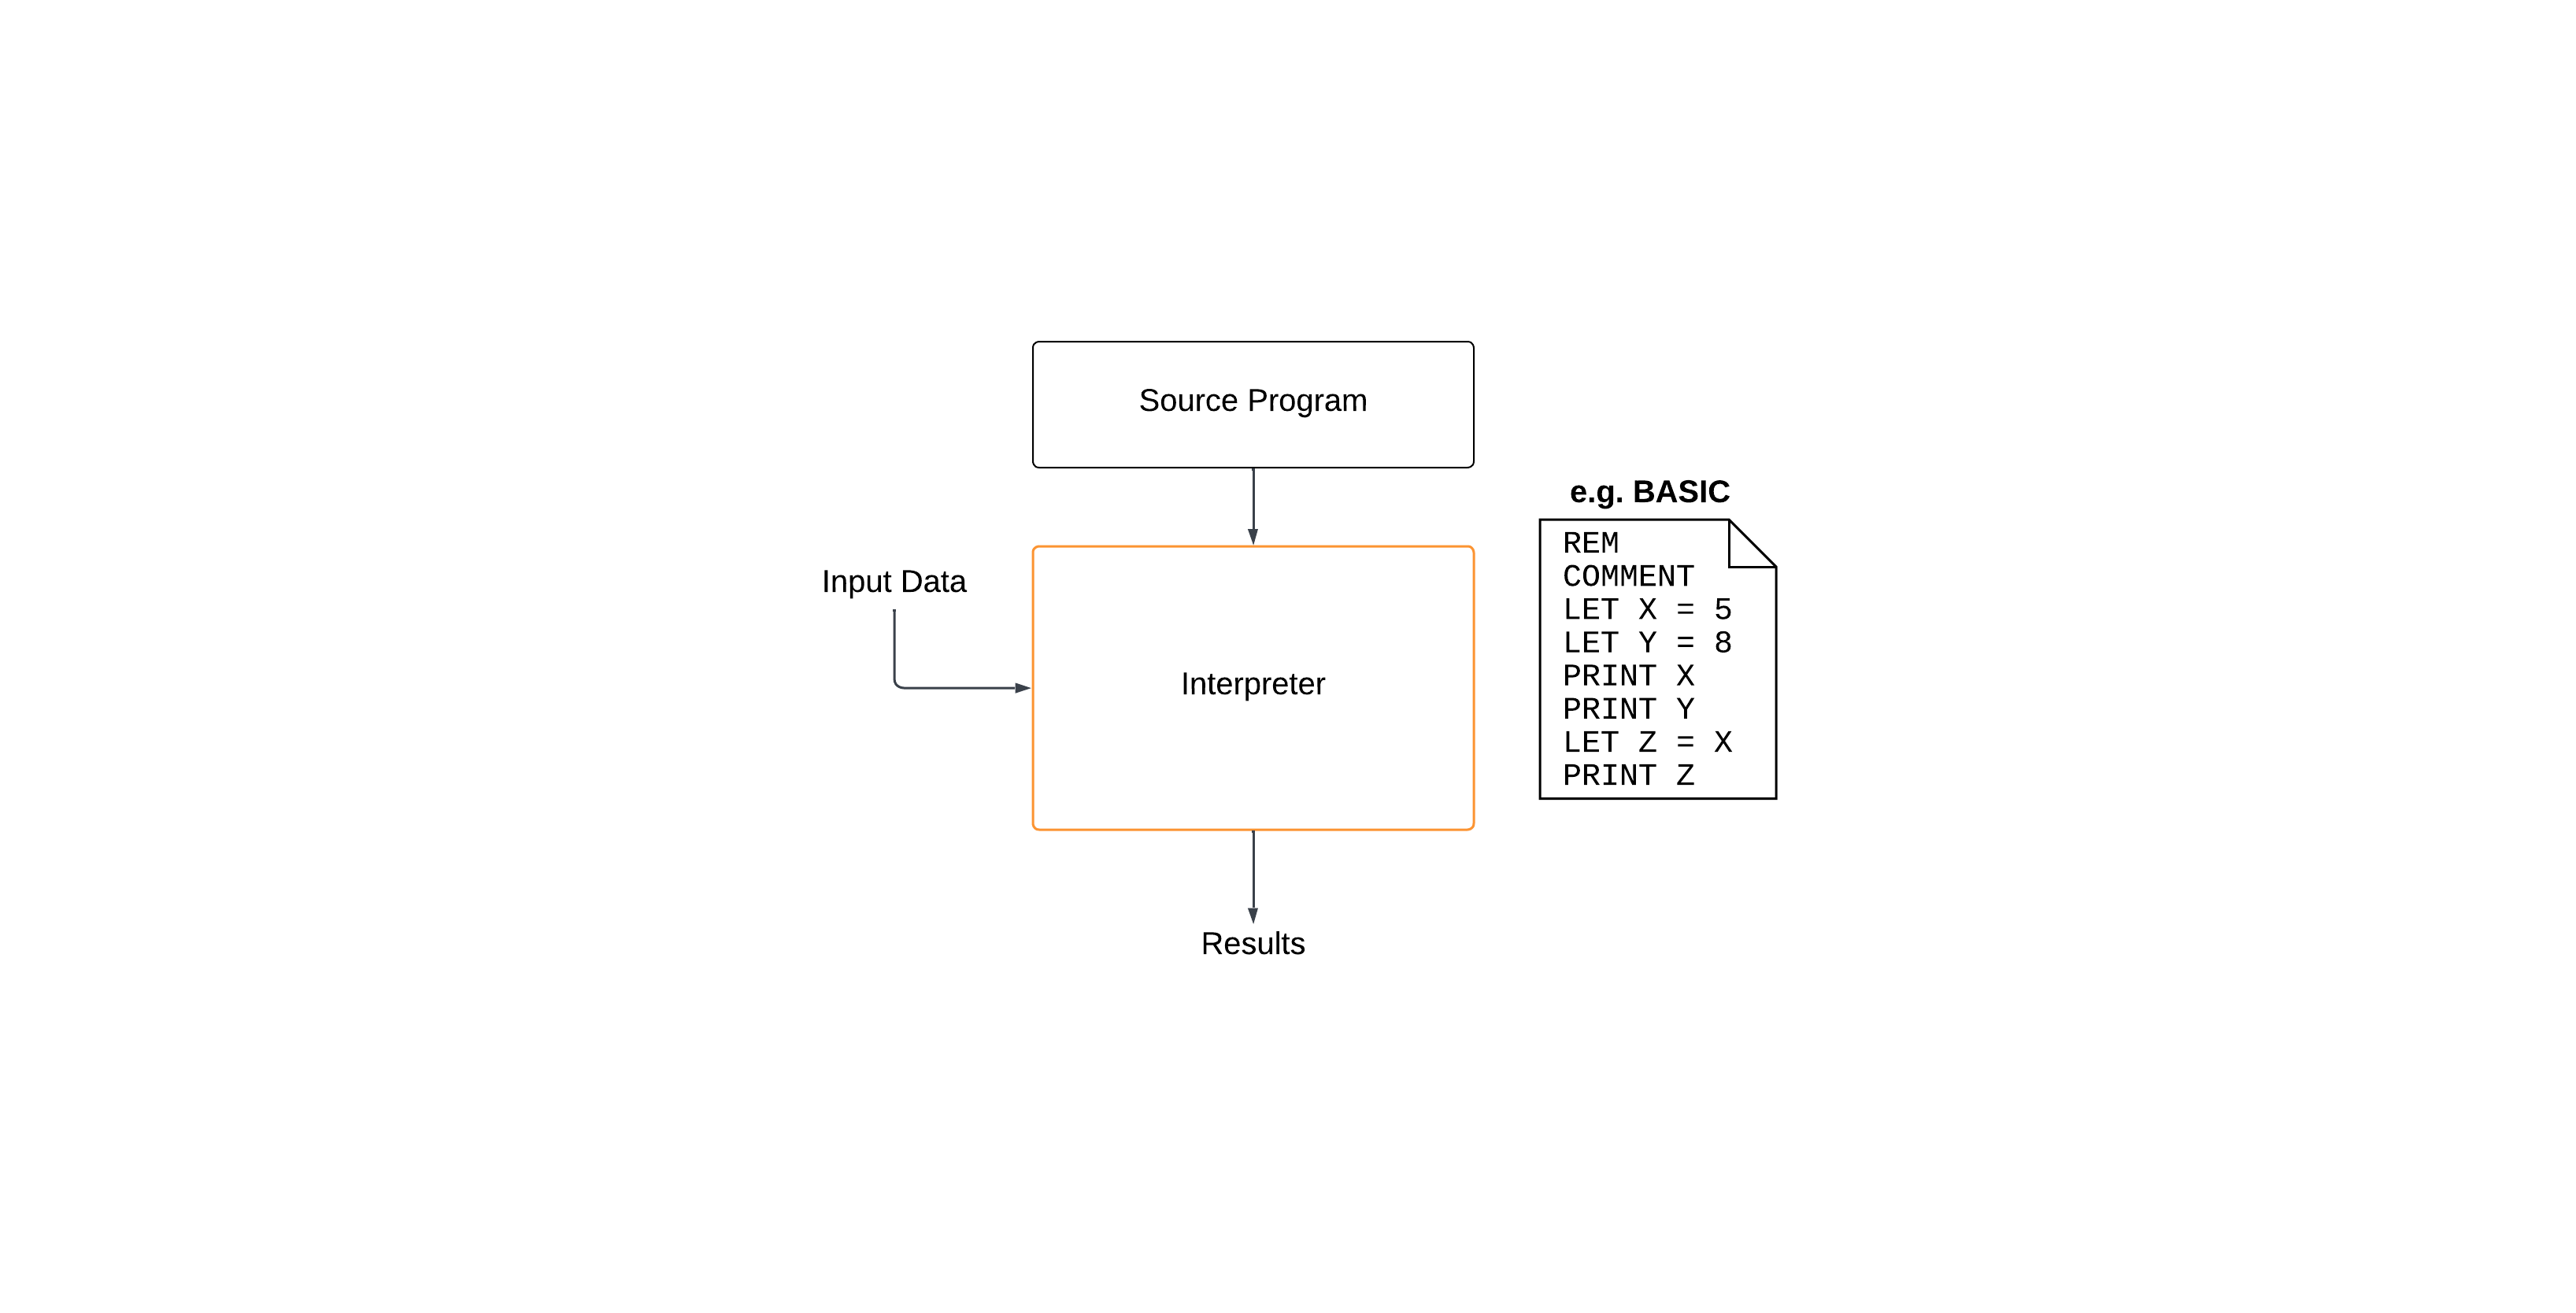 Source Program
e.g. BASIC
REM
COMMENT
LET X = 5
LET Y = 8
PRINT X
PRINT Y
LET Z = X
PRINT Z
Input Data
Interpreter
Results